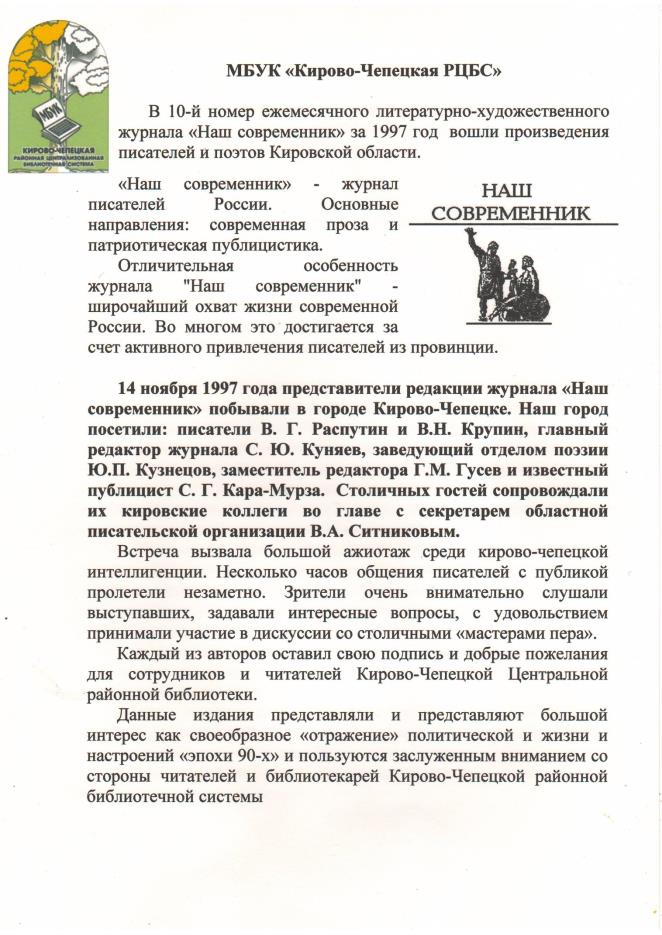 МБУК
КИРОВО-ЧЕПЕЦКАЯ
РАЙОННАЯ ЦЕНТРАЛИЗОВАННАЯ
БИБЛИОТЕЧНАЯ СИСТЕМА
МБУК «Кирово-Чепецкая РЦБС»
В 10-й номер ежемесячного литературно-художественного
журнала «Наш современник» за 1997 год вошли произведения
писателей и поэтов Кировской области.
«Наш современник» - журнал
писателей России. Основные
направления: современная проза и
патриотическая публицистика.
НАШ
СОВРЕМЕННИК
Отличительная особенность
журнала "Наш современник" -
широчайший охват жизни современной
России. Во многом это достигается за
счет активного привлечения писателей из провинции.
14 ноября 1997 года представители редакции журнала «Наш
современник» побывали в городе Кирово-Чепецке. Наш город
посетили: писатели В. Г. Распутин и В.Н. Крупин, главный
редактор журнала С. Ю. Куняев, заведующий отделом поэзии
Ю.П. Кузнецов, заместитель редактора Г.М. Гусев и известный
публицист С. Г. Кара-Мурза. Столичных гостей сопровождали
их кировские коллеги во главе с секретарем областной
писательской организации В.А. Ситниковым.
Встреча вызвала большой ажиотаж среди кирово-чепецкой
интеллигенции. Несколько часов общения писателей с публикой
пролетели незаметно. Зрители очень внимательно слушали
выступавших, задавали интересные вопросы, с удовольствием
принимали участие в дискуссии со столичными «мастерами пера».
Каждый из авторов оставил свою подпись и добрые пожелания
для сотрудников и читателей Кирово-Чепецкой Центральной
районной библиотеки.
Данные издания представляли и представляют большой
интерес как своеобразное «отражение» политической и жизни и
настроений «эпохи 90-х» и пользуются заслуженным вниманием со
стороны читателей и библиотекарей Кирово-Чепецкой районной
библиотечной системы